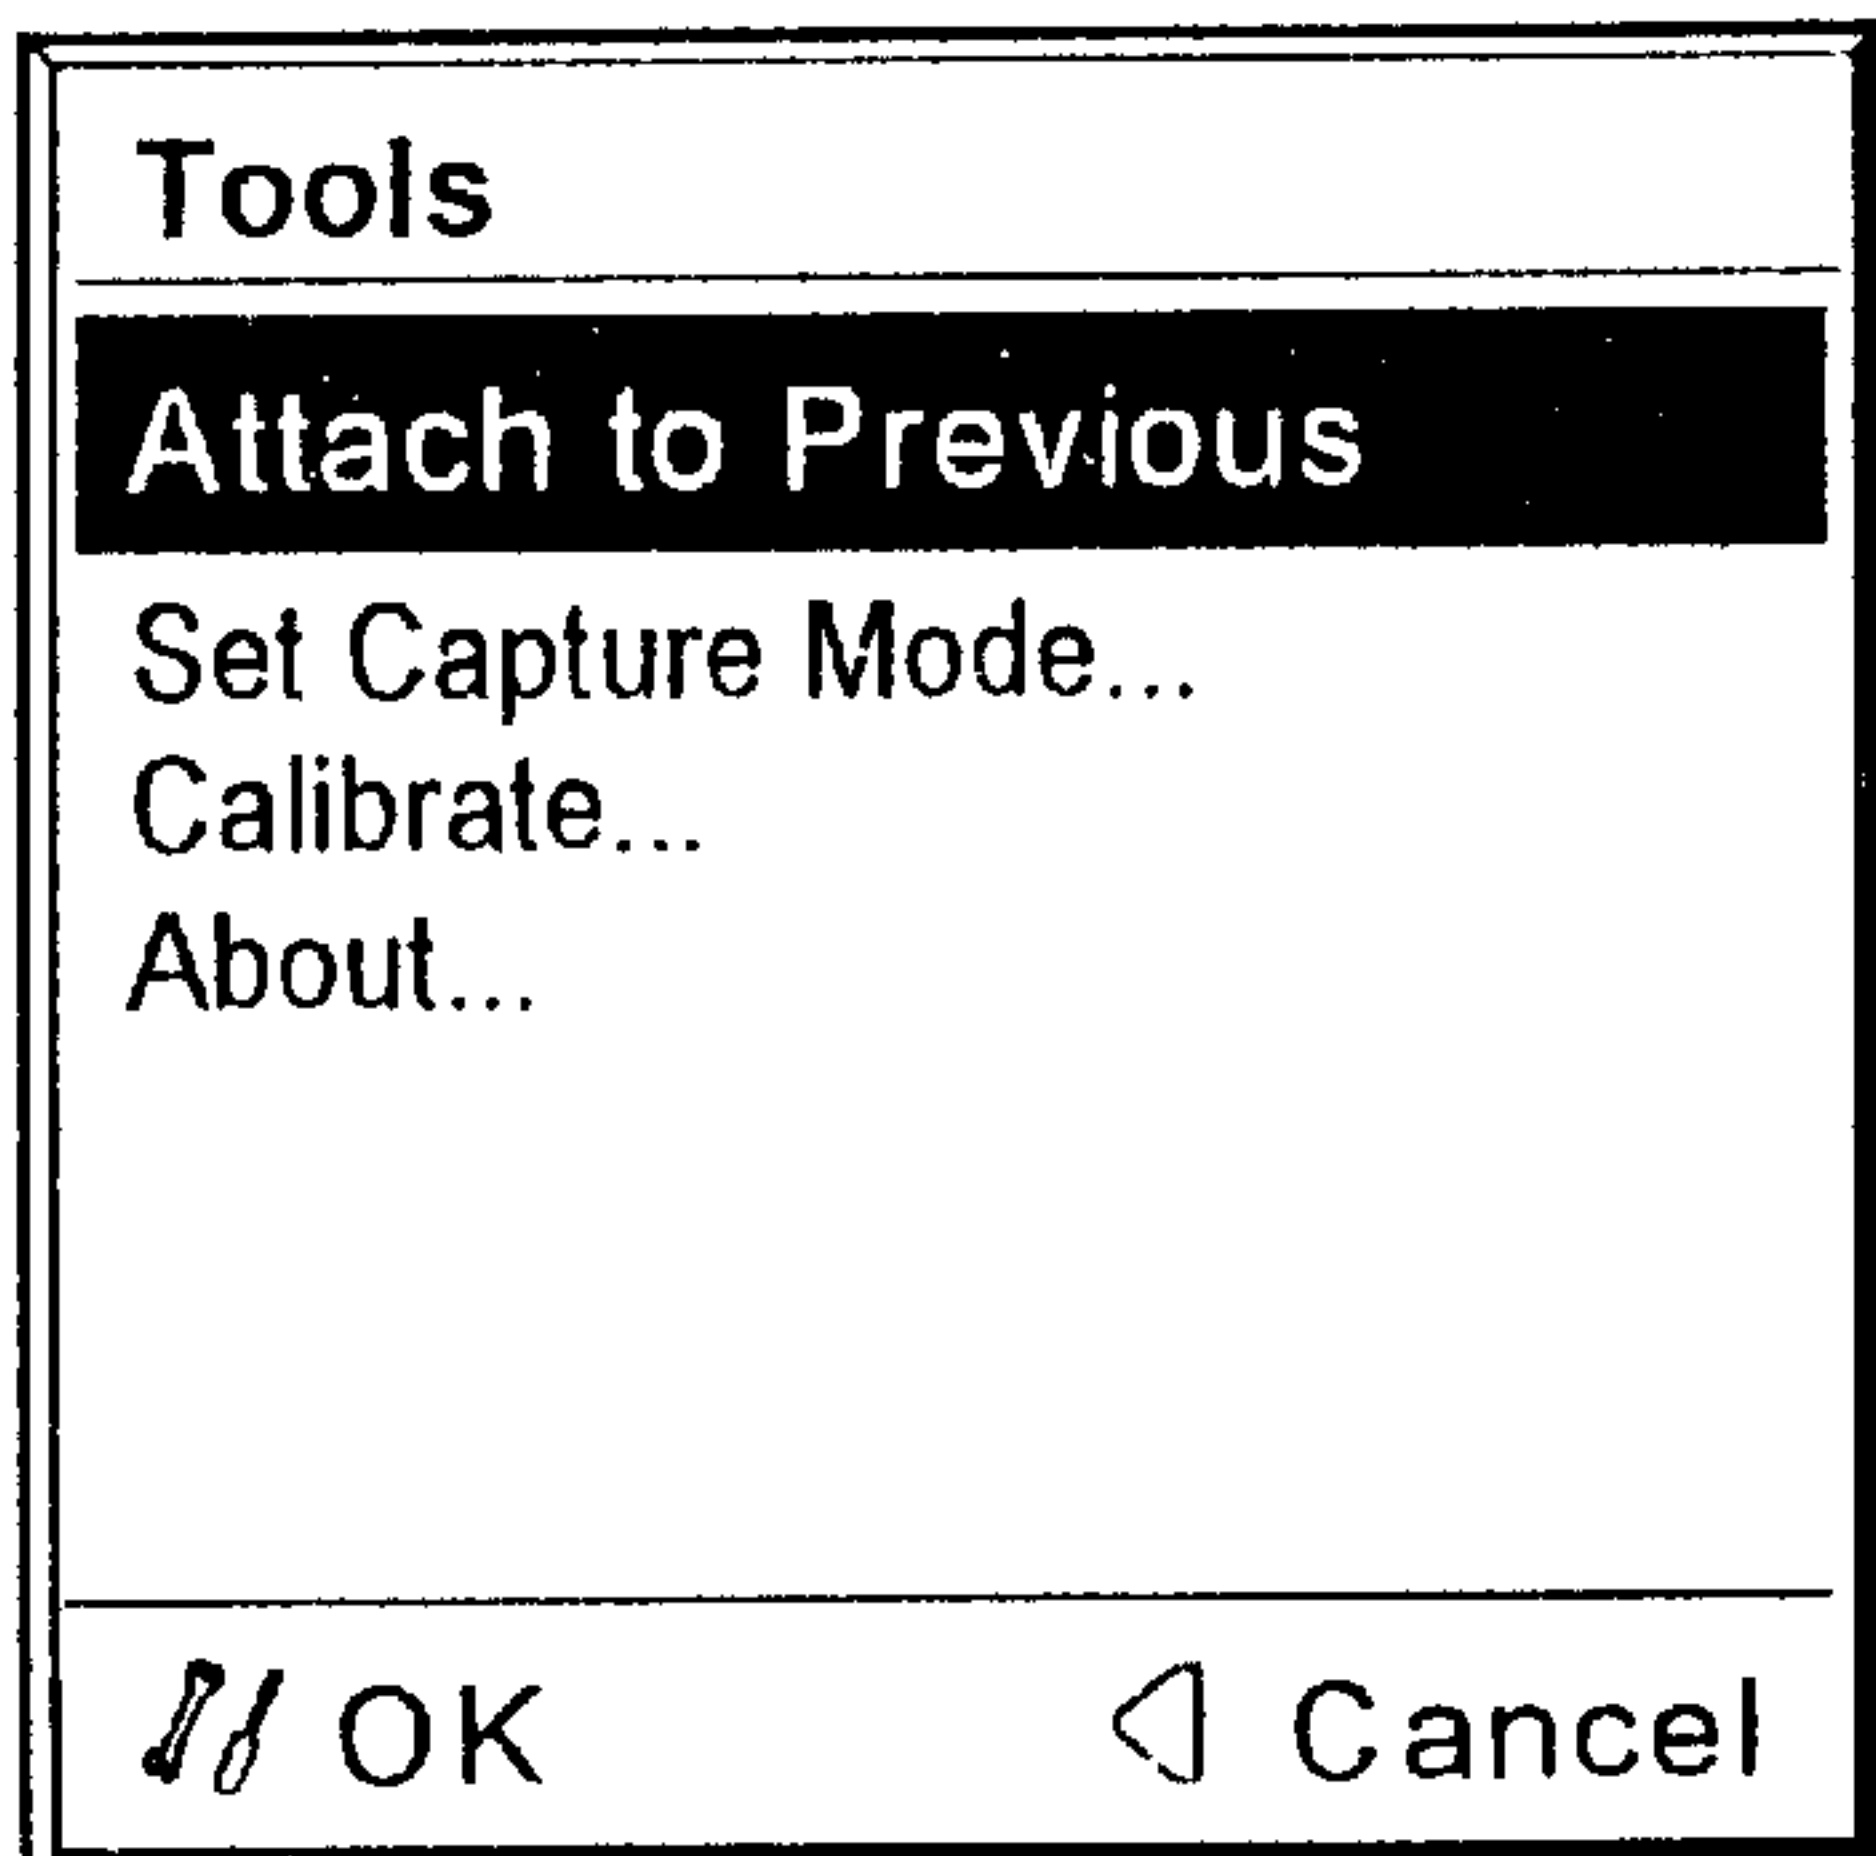 Tools
Attach to Previous
Set Capture Mode...
Calibrate...
About...
OK Cancel